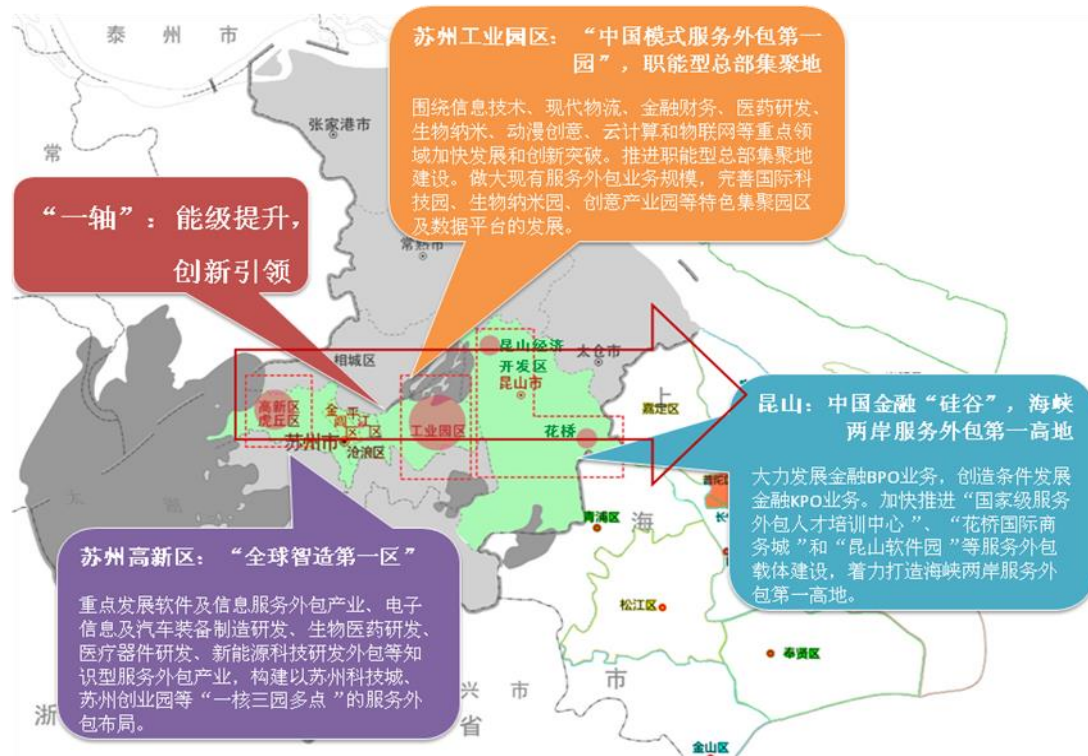 泰州市
苏州工业园区：“中国模式服务外包第一
园”，职能型总部集聚地
围绕信息技术、现代物流、金融财务、医药研发、
生物纳米、动漫创意、云计算和物联网等重点领
域加快发展和创新突破。推进职能型总部集聚地
建设。做大现有服务外包业务规模，完善国际科
技园、生物纳米园、创意产业园等特色集聚园区
及数据平台的发展。
张家港市
常
“一轴”：能级提升，
创新引领
常熟市
昆山经济
开发区
昆山市
太仓市
相城区
高新区
虎丘区
金阊区
平江区
苏州市
沧浪区
工业园区
花桥
上
嘉定区
昆山：中国金融“硅谷”，海峡
两岸服务外包第一高地
大力发展金融BPO业务，创造条件发展
金融KPO业务。加快推进“国家级服务
外包人才培训中心”、“花桥国际商
务城”和“昆山软件园”等服务外包
载体建设，着力打造海峡两岸服务外
包第一高地。
普陀区
太
青浦区
海
苏州高新区：“全球智造第一区”
重点发展软件及信息服务外包产业、电子
信息及汽车装备制造研发、生物医药研发、
医疗器件研发、新能源科技研发外包等知
识型服务外包产业，构建以苏州科技城、
苏州创业园等“一核三园多点”的服务外
包布局。
松江区
奉贤区
浙
兴市
省
市
金山区